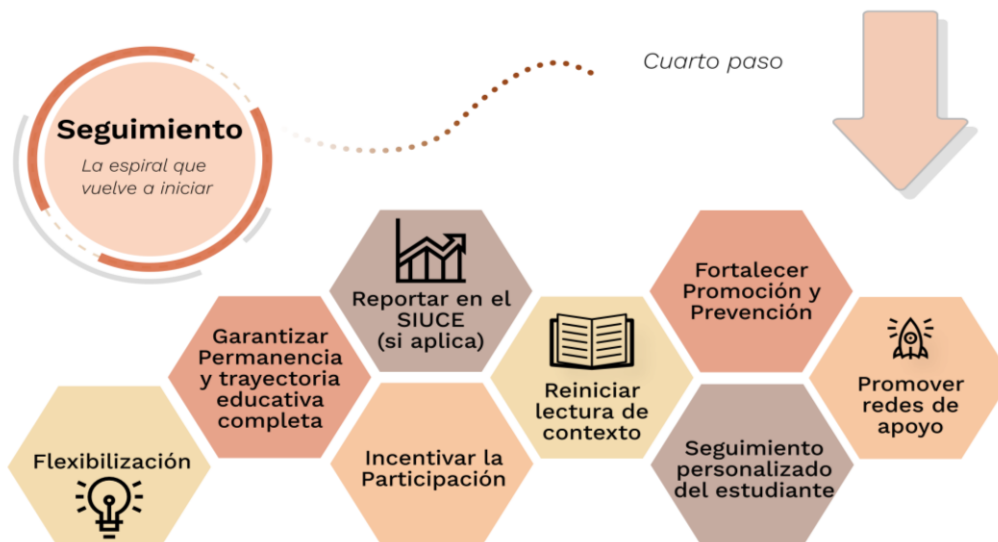 Cuarto paso
Seguimiento
La espiral que
vuelve a iniciar
Flexibilización
Garantizar
Permanencia
y trayectoria
educativa
completa
Reportar en el
SIUCE
(si aplica)
Incentivar la
Participación
Reiniciar
lectura de
contexto
Fortalecer
Promoción y
Prevención
Seguimiento
personalizado
del estudiante
Promover
redes de
apoyo